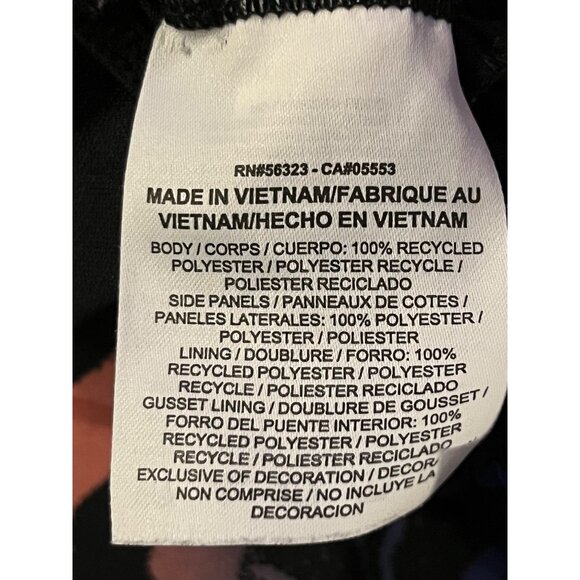 RN#56323 - CA#05553
MADE IN VIETNAM/FABRIQUE AU
VIETNAM/HECHO EN VIETNAM
BODY / CORPS / CUERPO: 100% RECYCLED
POLYESTER / POLYESTER RECYCLE /
POLIESTER RECICLADO
SIDE PANELS / PANNEAUX DE COTES /
PANELES LATERALES: 100% POLYESTER /
POLYESTER / POLIESTER
LINING / DOUBLURE / FORRO: 100%
RECYCLED POLYESTER / POLYESTER
RECYCLE / POLIESTER RECICLADO
GUSSET LINING / DOUBLURE DE GOUSSET /
FORRO DEL PUENTE INTERIOR: 100%
RECYCLED POLYESTER / POLYESTER
RECYCLE / POLIESTER RECICLADO
EXCLUSIVE OF DECORATION /
NON COMPRISE / NO INCLUYE LA
DECORACION